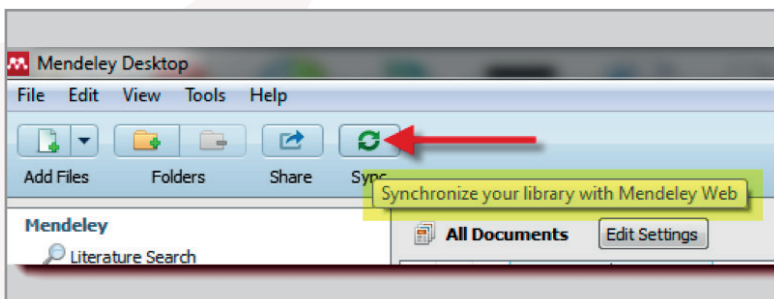 Mendeley Desktop
File Edit View Tools Help
Add Files Folders Share Sync
Synchronize your library with Mendeley Web
Mendeley
All Documents Edit Settings
Literature Search